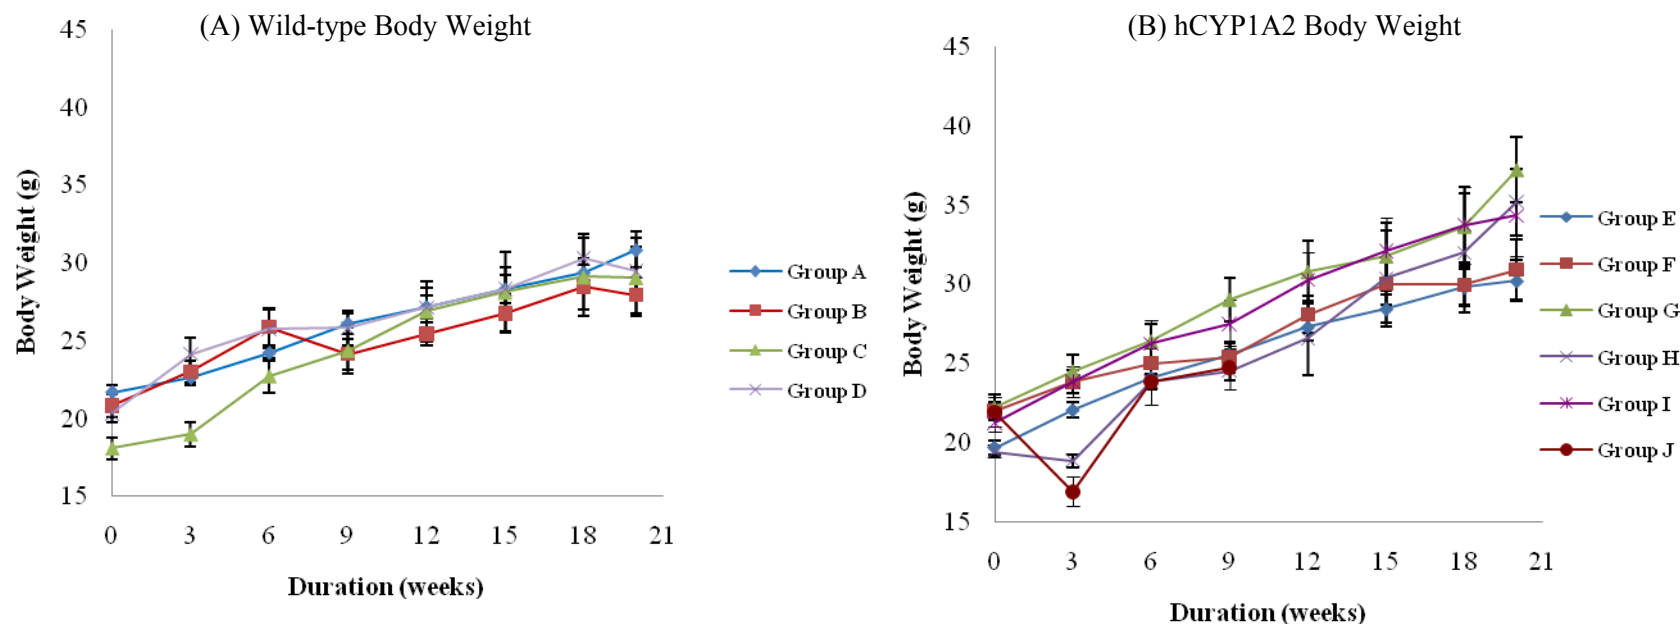 (A) Wild-type Body Weight
45
40
35
30
25
20
15
Body Weight (g)
0 3 6 9 12 15 18 21
Duration (weeks)
Group A
Group B
Group C
Group D
(B) hCYP1A2 Body Weight
45
40
35
30
25
20
15
Body Weight (g)
0 3 6 9 12 15 18 21
Duration (weeks)
Group E
Group F
Group G
Group H
Group I
Group J